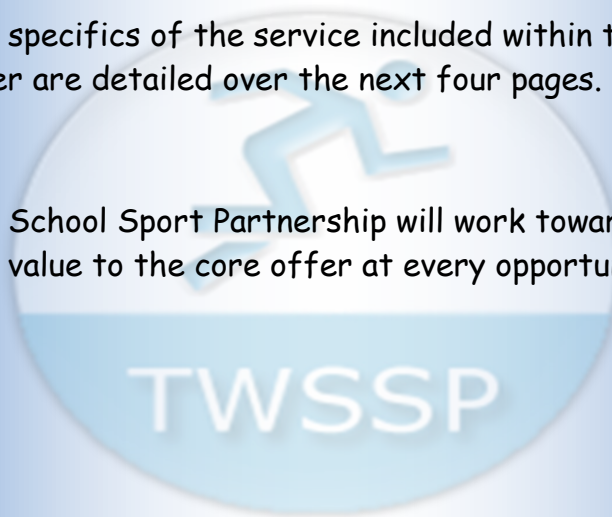 specifics of the service included within t
er are detailed over the next four pages.
School Sport Partnership will work towar
value to the core offer at every opportu
TWSSP